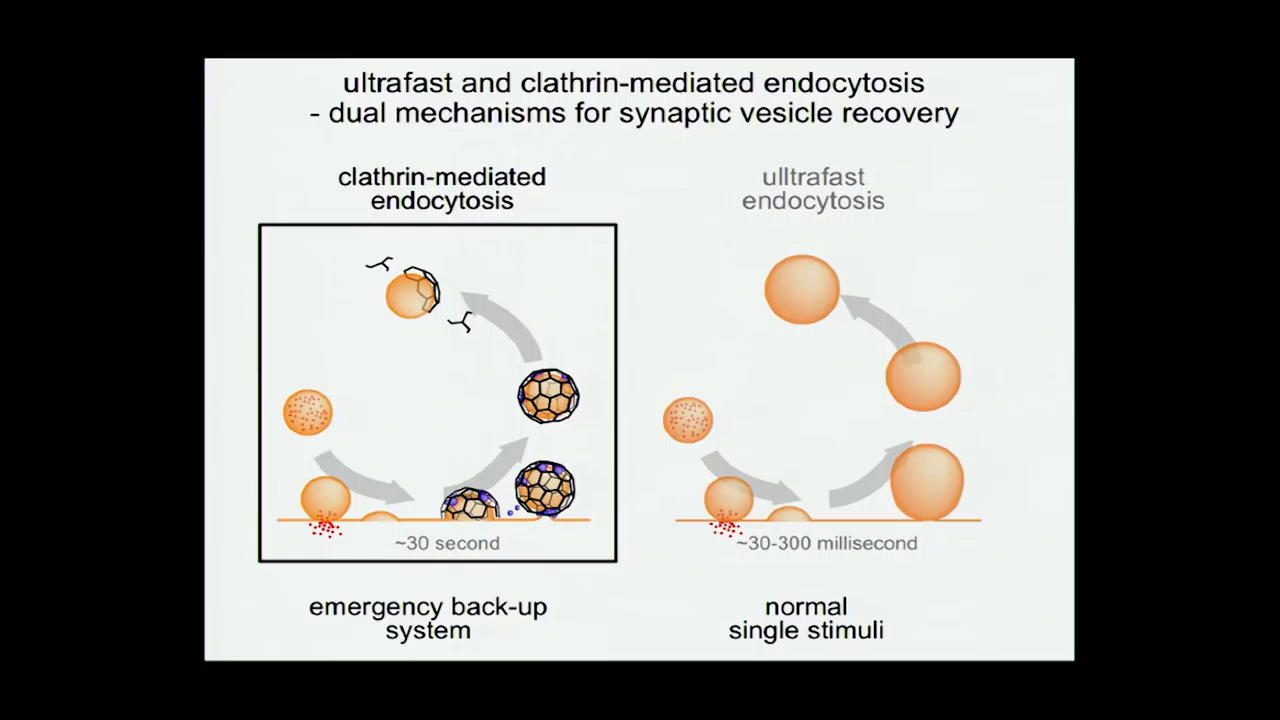 ultrafast and clathrin-mediated endocytosis
- dual mechanisms for synaptic vesicle recovery
clathrin-mediated
endocytosis
ulltrafast
endocytosis
~30 second
~30-300 millisecond
emergency back-up
system
normal
single stimuli